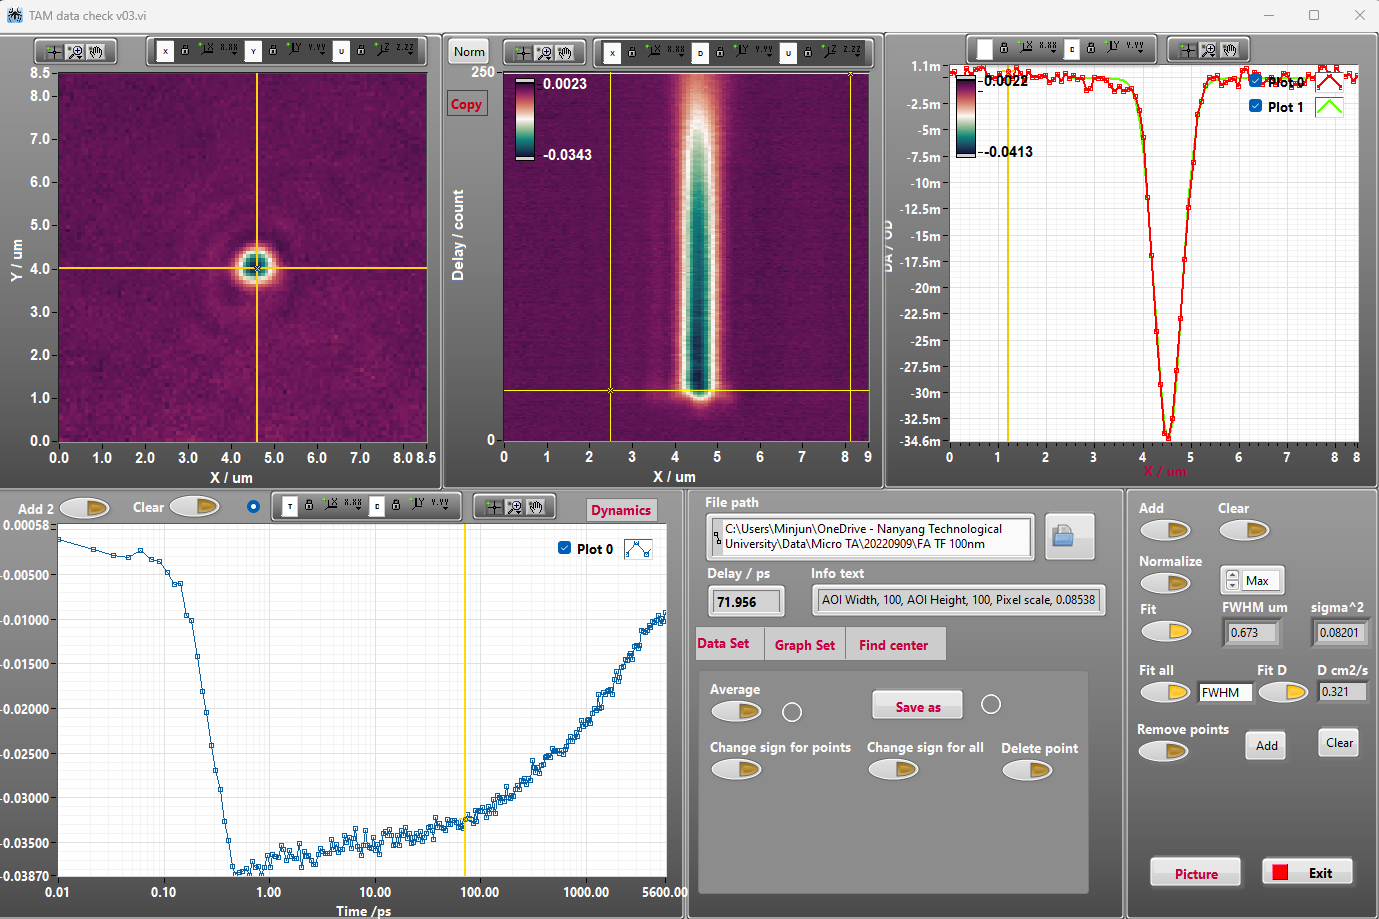 TAM data check v03.vi
X
X.XX
Y
Y.YY
U
Z.ZZ
8.5
8.0
7.0
6.0
5.0
4.0
3.0
2.0
1.0
0.0
Y / um
0.0 1.0 2.0 3.0 4.0 5.0 6.0 7.0 8.0 8.5
X / um
Norm
X
X.XX
D
Y.YY
U
Z.ZZ
250
Copy
0.0023
-0.0343
Delay / count
0
0 1 2 3 4 5 6 7 8 9
X / um
X.XX
D
Y.YY
1.1m
-2.5m
-5m
-7.5m
-10m
-12.5m
-15m
-17.5m
-20m
-22.5m
-25m
-27.5m
-30m
-32.5m
-34.6m
-0.0022
-0.0413
Plot 0
Plot 1
DA / OD
0 1 2 3 4 5 6 7 8 8
X / um
Add 2
Clear
T
X.XX
D
Y.YY
Dynamics
0.00058
-0.00500
-0.01000
-0.01500
-0.02000
-0.02500
-0.03000
-0.03500
-0.03870
Plot 0
0.01 0.10 1.00 10.00 100.00 1000.00 5600.00
Time /ps
File path
C:\Users\Minjun\OneDrive - Nanyang Technological
University\Data\Micro TA\20220909\FA TF 100nm
Delay / ps
Info text
71.956
AOI Width, 100, AOI Height, 100, Pixel scale, 0.08538
Data Set
Graph Set
Find center
Average
Save as
Change sign for points
Change sign for all
Delete point
Add
Clear
Normalize
Max
Fit
FWHM um
sigma^2
0.673
0.08201
Fit all
Fit D
D cm2/s
FWHM
0.321
Remove points
Add
Clear
Picture
Exit